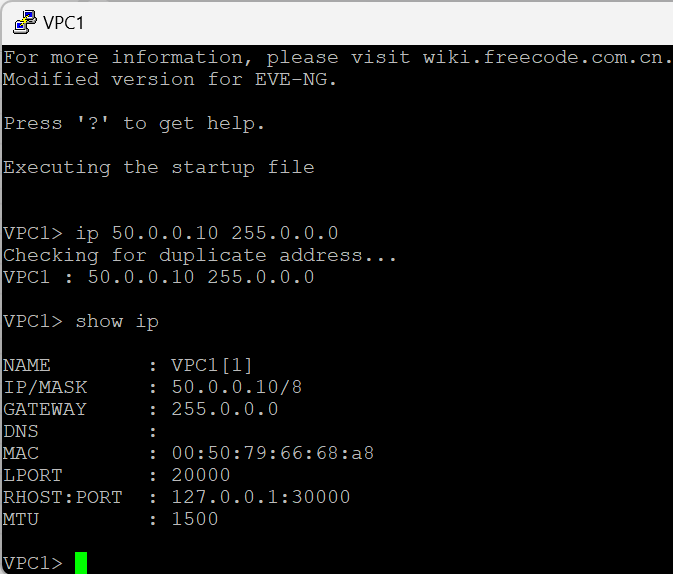 VPC1
For more information, please visit wiki.freecode.com.cn.
Modified version for EVE-NG.
Press '?' to get help.
Executing the startup file
VPC1> ip 50.0.0.10 255.0.0.0
Checking for duplicate address...
VPC1 : 50.0.0.10 255.0.0.0
VPC1> show ip
NAME        : VPC1[1]
IP/MASK     : 50.0.0.10/8
GATEWAY     : 255.0.0.0
DNS         :
MAC         : 00:50:79:66:68:a8
LPORT       : 20000
RHOST:PORT  : 127.0.0.1:30000
MTU         : 1500
VPC1>